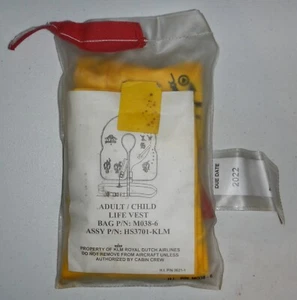 ADULT / CHILD
LIFE VEST
BAG P/N: M038-6
ASSY P/N: HS3701-KLM
PROPERTY OF KLM ROYAL DUTCH AIRLINES
DO NOT REMOVE FROM AIRCRAFT UNLESS
AUTHORIZED BY CABIN CREW
DUE DATE
2022